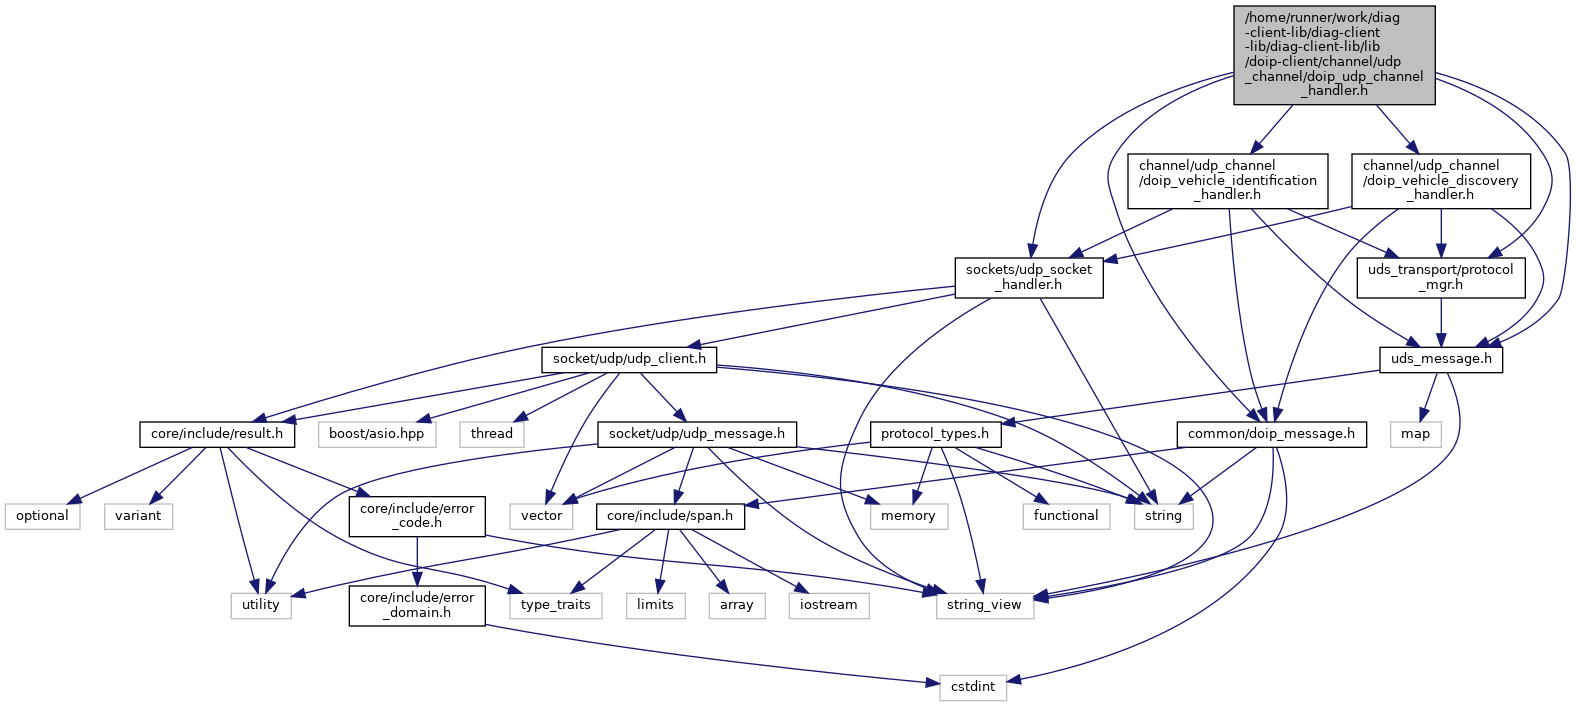 /home/runner/work/diag
-client-lib/diag-client
-lib/diag-client-lib/lib
/doip-client/channel/udp
_channel/doip_udp_channel
_handler.h
channel/udp_channel
/doip_vehicle_identification
_handler.h
channel/udp_channel
/doip_vehicle_discovery
_handler.h
sockets/udp_socket
_handler.h
uds_transport/protocol
_mgr.h
socket/udp/udp_client.h
uds_message.h
core/include/result.h
boost/asio.hpp
thread
socket/udp/udp_message.h
protocol_types.h
common/doip_message.h
map
optional
variant
core/include/error
_code.h
vector
core/include/span.h
memory
functional
string
utility
core/include/error
_domain.h
type_traits
limits
array
iostream
string_view
cstdint